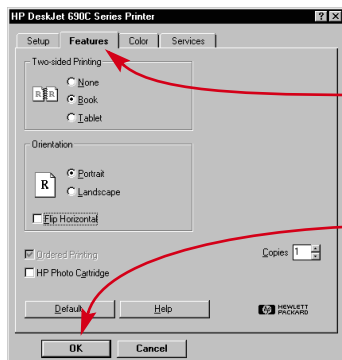 HP DeskJet 690C Series Printer
Setup Features Color Services
Two-sided Printing
None
R R Book
Tablet
Orientation
R Portrait
Landscape
Flip Horizontal
Ordered Printing Copies 1
HP Photo Cartridge
Default Help hp HEWLETT
PACKARD
OK Cancel